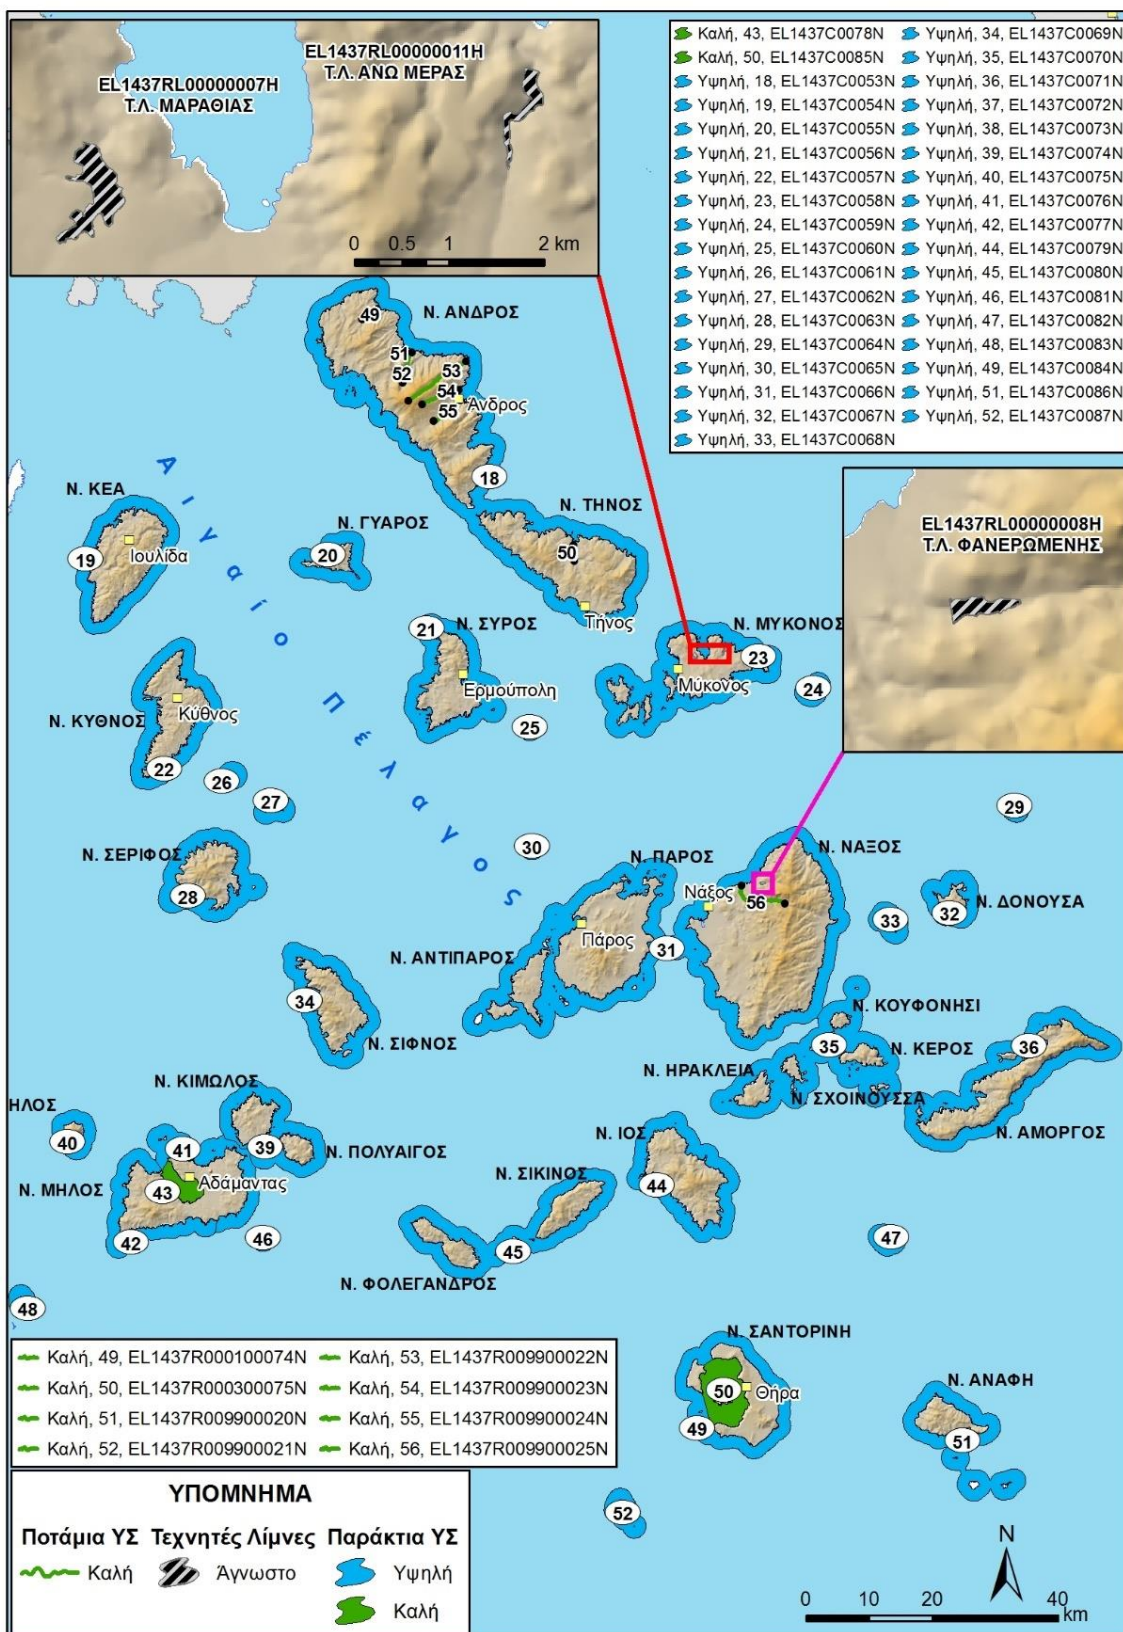 EL1437RL00000011H
Τ.Λ. ΑΝΩ ΜΕΡΑΣ
EL1437RL00000007H
Τ.Λ. ΜΑΡΑΘΙΑΣ
0 0.5 1 2 km
Καλή, 43, EL1437C0078N
Καλή, 50, EL1437C0085N
Υψηλή, 18, EL1437C0053N
Υψηλή, 19, EL1437C0054N
Υψηλή, 20, EL1437C0055N
Υψηλή, 21, EL1437C0056N
Υψηλή, 22, EL1437C0057N
Υψηλή, 23, EL1437C0058N
Υψηλή, 24, EL1437C0059N
Υψηλή, 25, EL1437C0060N
Υψηλή, 26, EL1437C0061N
Υψηλή, 27, EL1437C0062N
Υψηλή, 28, EL1437C0063N
Υψηλή, 29, EL1437C0064N
Υψηλή, 30, EL1437C0065N
Υψηλή, 31, EL1437C0066N
Υψηλή, 32, EL1437C0067N
Υψηλή, 33, EL1437C0068N
Υψηλή, 34, EL1437C0069N
Υψηλή, 35, EL1437C0070N
Υψηλή, 36, EL1437C0071N
Υψηλή, 37, EL1437C0072N
Υψηλή, 38, EL1437C0073N
Υψηλή, 39, EL1437C0074N
Υψηλή, 40, EL1437C0075N
Υψηλή, 41, EL1437C0076N
Υψηλή, 42, EL1437C0077N
Υψηλή, 44, EL1437C0079N
Υψηλή, 45, EL1437C0080N
Υψηλή, 46, EL1437C0081N
Υψηλή, 47, EL1437C0082N
Υψηλή, 48, EL1437C0083N
Υψηλή, 49, EL1437C0084N
Υψηλή, 51, EL1437C0086N
Υψηλή, 52, EL1437C0087N
EL1437RL00000008H
Τ.Λ. ΦΑΝΕΡΩΜΕΝΗΣ
49
Ν. ΑΝΔΡΟΣ
51
52
53
54
55
Άνδρος
18
Αιγαίο Πέλαγος
Ν. ΚΕΑ
19
Ιουλίδα
Ν. ΓΥΑΡΟΣ
20
Ν. ΤΗΝΟΣ
50
Τήνος
21
Ν. ΣΥΡΟΣ
Ερμούπολη
25
Ν. ΜΥΚΟΝΟΣ
23
Μύκονος
24
Ν. ΚΥΘΝΟΣ
Κύθνος
22
26
27
29
30
Ν. ΣΕΡΙΦΟΣ
28
Ν. ΠΑΡΟΣ
Πάρος
Ν. ΑΝΤΙΠΑΡΟΣ
31
Ν. ΝΑΞΟΣ
Νάξος
56
33
32
Ν. ΔΟΝΟΥΣΑ
34
Ν. ΣΙΦΝΟΣ
Ν. ΚΟΥΦΟΝΗΣΙ
35
Ν. ΚΕΡΟΣ
36
Ν. ΗΡΑΚΛΕΙΑ
Ν. ΣΧΟΙΝΟΥΣΣΑ
Ν. ΑΜΟΡΓΟΣ
Ν. ΚΙΜΩΛΟΣ
ΗΛΟΣ
40
41
39
Ν. ΠΟΛΥΑΙΓΟΣ
Ν. ΜΗΛΟΣ
43
Αδάμαντας
42
46
Ν. ΙΟΣ
44
Ν. ΣΙΚΙΝΟΣ
45
Ν. ΦΟΛΕΓΑΝΔΡΟΣ
47
48
Ν. ΣΑΝΤΟΡΙΝΗ
50
Θήρα
49
Ν. ΑΝΑΦΗ
51
52
Καλή, 49, EL1437R000100074N
Καλή, 50, EL1437R000300075N
Καλή, 51, EL1437R009900020N
Καλή, 52, EL1437R009900021N
Καλή, 53, EL1437R009900022N
Καλή, 54, EL1437R009900023N
Καλή, 55, EL1437R009900024N
Καλή, 56, EL1437R009900025N
ΥΠΟΜΝΗΜΑ
Ποτάμια ΥΣ Τεχνητές Λίμνες Παράκτια ΥΣ
Καλή Άγνωστο Υψηλή
Καλή
N
0 10 20 40
km